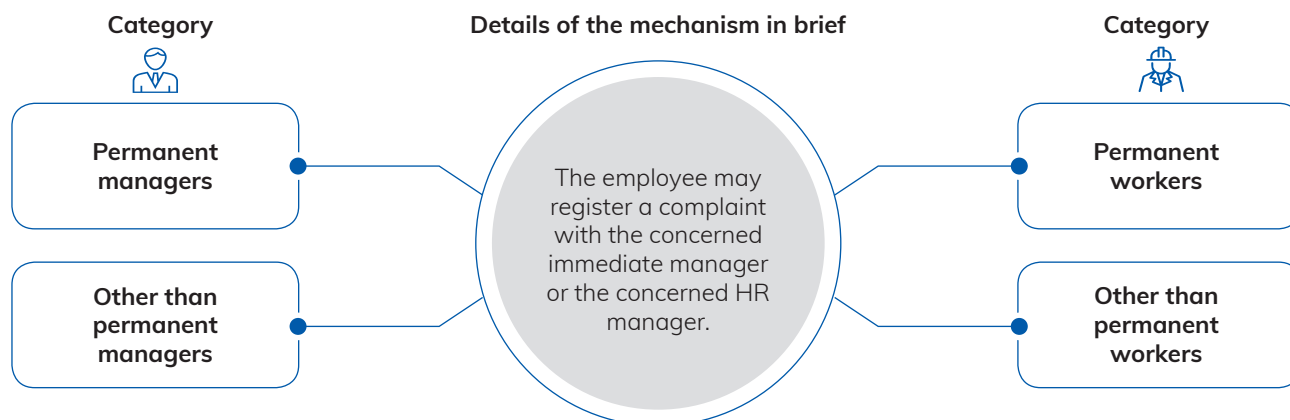 Category
Permanent
managers
Other than
permanent
managers
Details of the mechanism in brief
The employee may
register a complaint
with the concerned
immediate manager
or the concerned HR
manager.
Category
Permanent
workers
Other than
permanent
workers